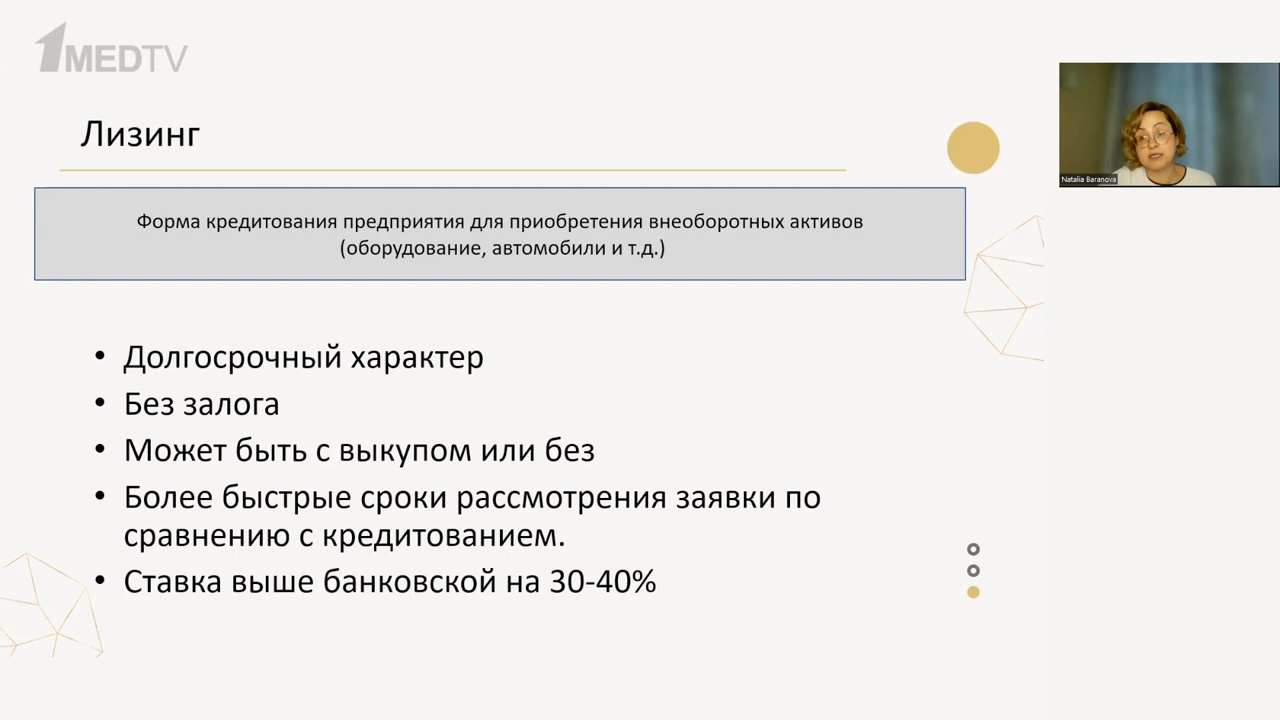 1MEDTV
Лизинг
Форма кредитования предприятия для приобретения внеоборотных активов
(оборудование, автомобили и т.д.)
• Долгосрочный характер
• Без залога
• Может быть с выкупом или без
• Более быстрые сроки рассмотрения заявки по
сравнению с кредитованием.
• Ставка выше банковской на 30-40%
Natalia Baranova